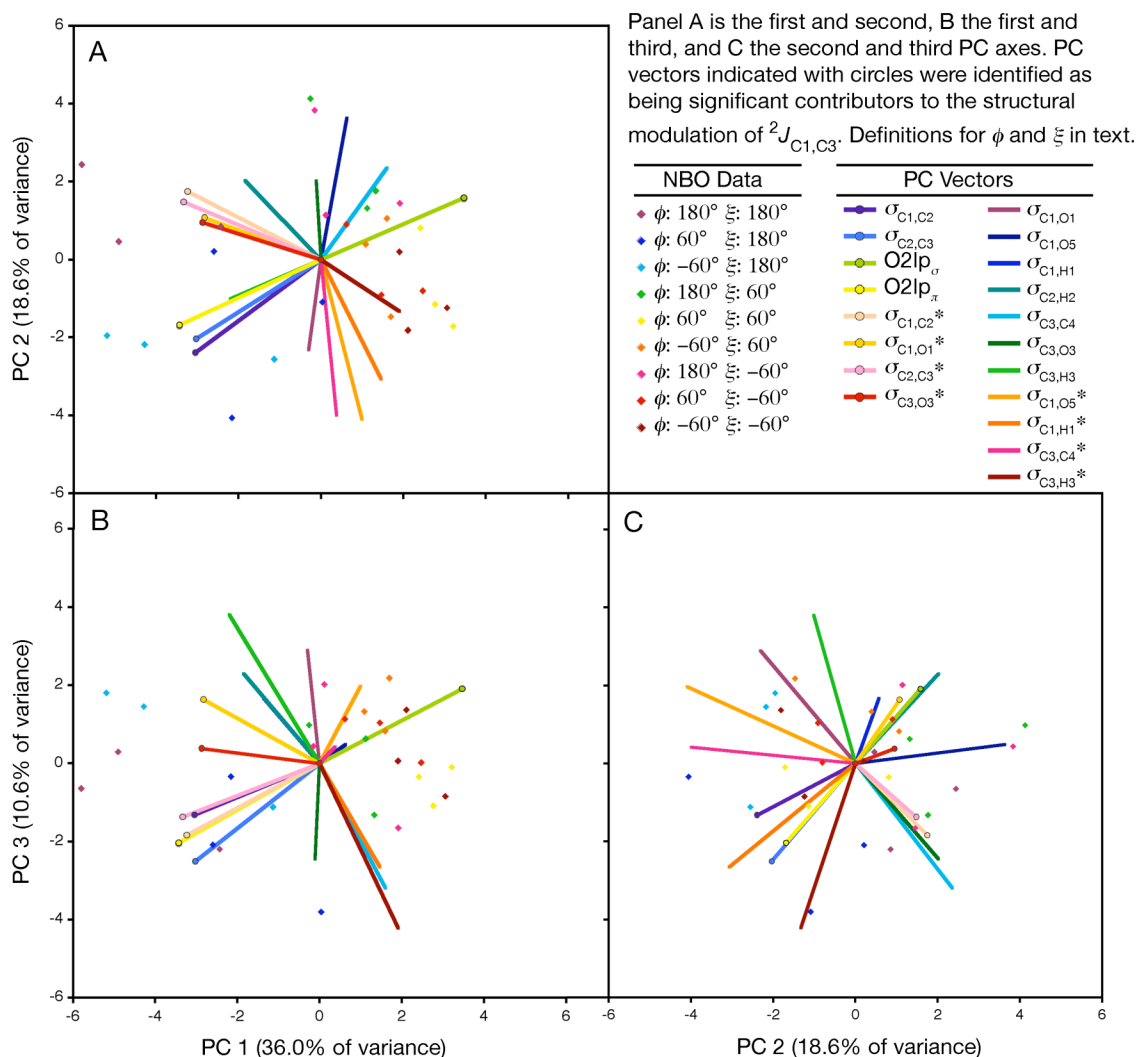 A
Panel A is the first and second, B the first and
third, and C the second and third PC axes. PC
vectors indicated with circles were identified as
being significant contributors to the structural
modulation of ²J_C1,C3. Definitions for ϕ and ξ in text.
NBO Data
ϕ: 180° ξ: 180°
ϕ: 60° ξ: 180°
ϕ: –60° ξ: 180°
ϕ: 180° ξ: 60°
ϕ: 60° ξ: 60°
ϕ: –60° ξ: 60°
ϕ: 180° ξ: –60°
ϕ: 60° ξ: –60°
ϕ: –60° ξ: –60°
PC Vectors
σC1,C2
σC2,C3
O2lpσ
O2lpπ
σC1,C2*
σC1,O1*
σC2,C3*
σC3,O3*
σC1,O1
σC1,O5
σC1,H1
σC2,H2
σC3,C4
σC3,O3
σC3,H3
σC1,O5*
σC1,H1*
σC3,C4*
σC3,H3*
PC 2 (18.6% of variance)
6
4
2
0
-2
-4
-6
B
PC 3 (10.6% of variance)
6
4
2
0
-2
-4
-6
-6 -4 -2 0 2 4 6
PC 1 (36.0% of variance)
C
-6 -4 -2 0 2 4 6
PC 2 (18.6% of variance)